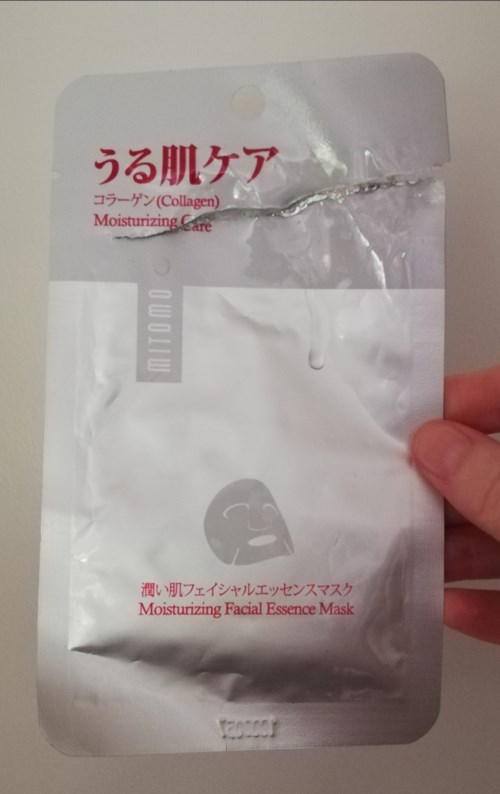 うる肌ケア
コラーゲン(Collagen)
Moisturizing Care
MITOMO
潤い肌フェイシャルエッセンスマスク
Moisturizing Facial Essence Mask